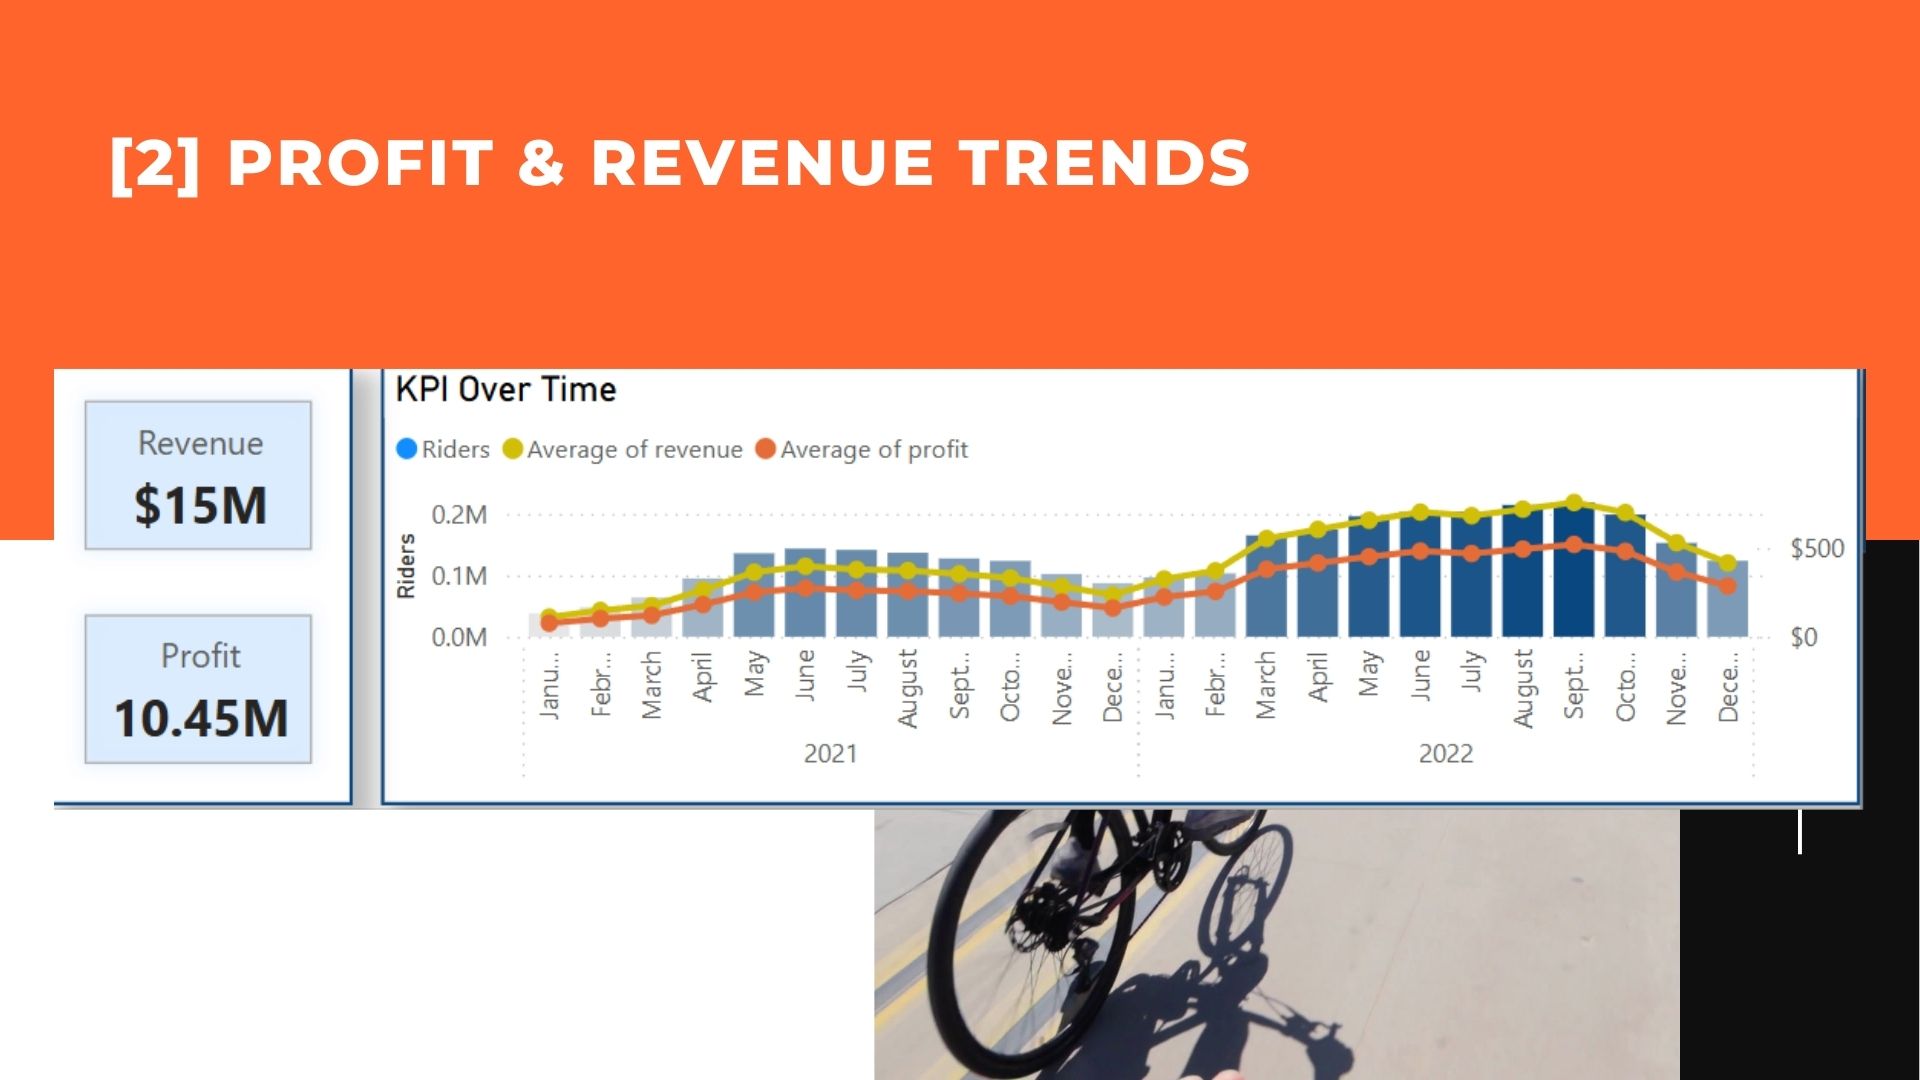 [2] PROFIT & REVENUE TRENDS
Revenue
$15M
Profit
10.45M
KPI Over Time
Riders Average of revenue Average of profit
Riders
0.2M
0.1M
0.0M
$500
$0
Janu... Febr... March April May June July August Sept... Octo... Nove... Dece... Janu... Febr... March April May June July August Sept... Octo... Nove... Dece...
2021 2022